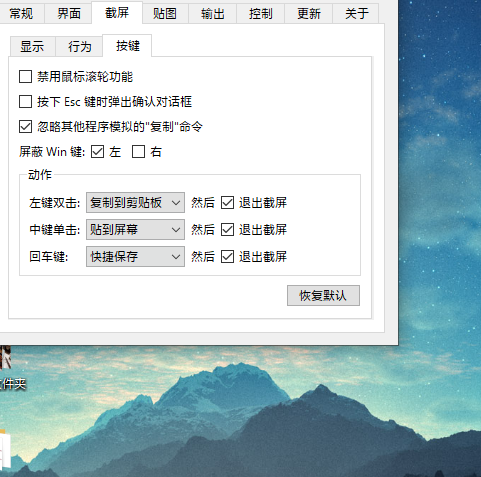 常规 界面 截屏 贴图 输出 控制 更新 关于
显示 行为 按键
禁用鼠标滚轮功能
按下 Esc 键时弹出确认对话框
忽略其他程序模拟的"复制"命令
屏蔽 Win 键: 左 右
动作
左键双击: 复制到剪贴板 然后 退出截屏
中键单击: 贴到屏幕 然后 退出截屏
回车键: 快捷保存 然后 退出截屏
恢复默认
件夹